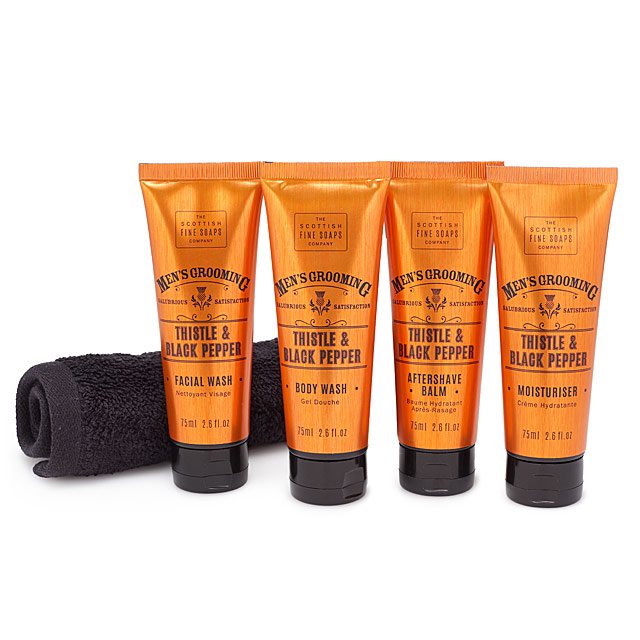 THE
SCOTTISH
FINE SOAPS
COMPANY
MEN'S GROOMING
SALUBRIOUS SATISFACTION
THISTLE &
BLACK PEPPER
FACIAL WASH
Nettoyant Visage
75ml 2.6 fl.oz
THE
SCOTTISH
FINE SOAPS
COMPANY
MEN'S GROOMING
SALUBRIOUS SATISFACTION
THISTLE &
BLACK PEPPER
BODY WASH
Gel Douche
75ml 2.6 fl.oz
THE
SCOTTISH
FINE SOAPS
COMPANY
MEN'S GROOMING
SALUBRIOUS SATISFACTION
THISTLE &
BLACK PEPPER
AFTERSHAVE
BALM
Baume Hydratant
Après-Rasage
75ml 2.6 fl.oz
THE
SCOTTISH
FINE SOAPS
COMPANY
MEN'S GROOMING
SALUBRIOUS SATISFACTION
THISTLE &
BLACK PEPPER
MOISTURISER
Crème Hydratante
75ml 2.6 fl.oz